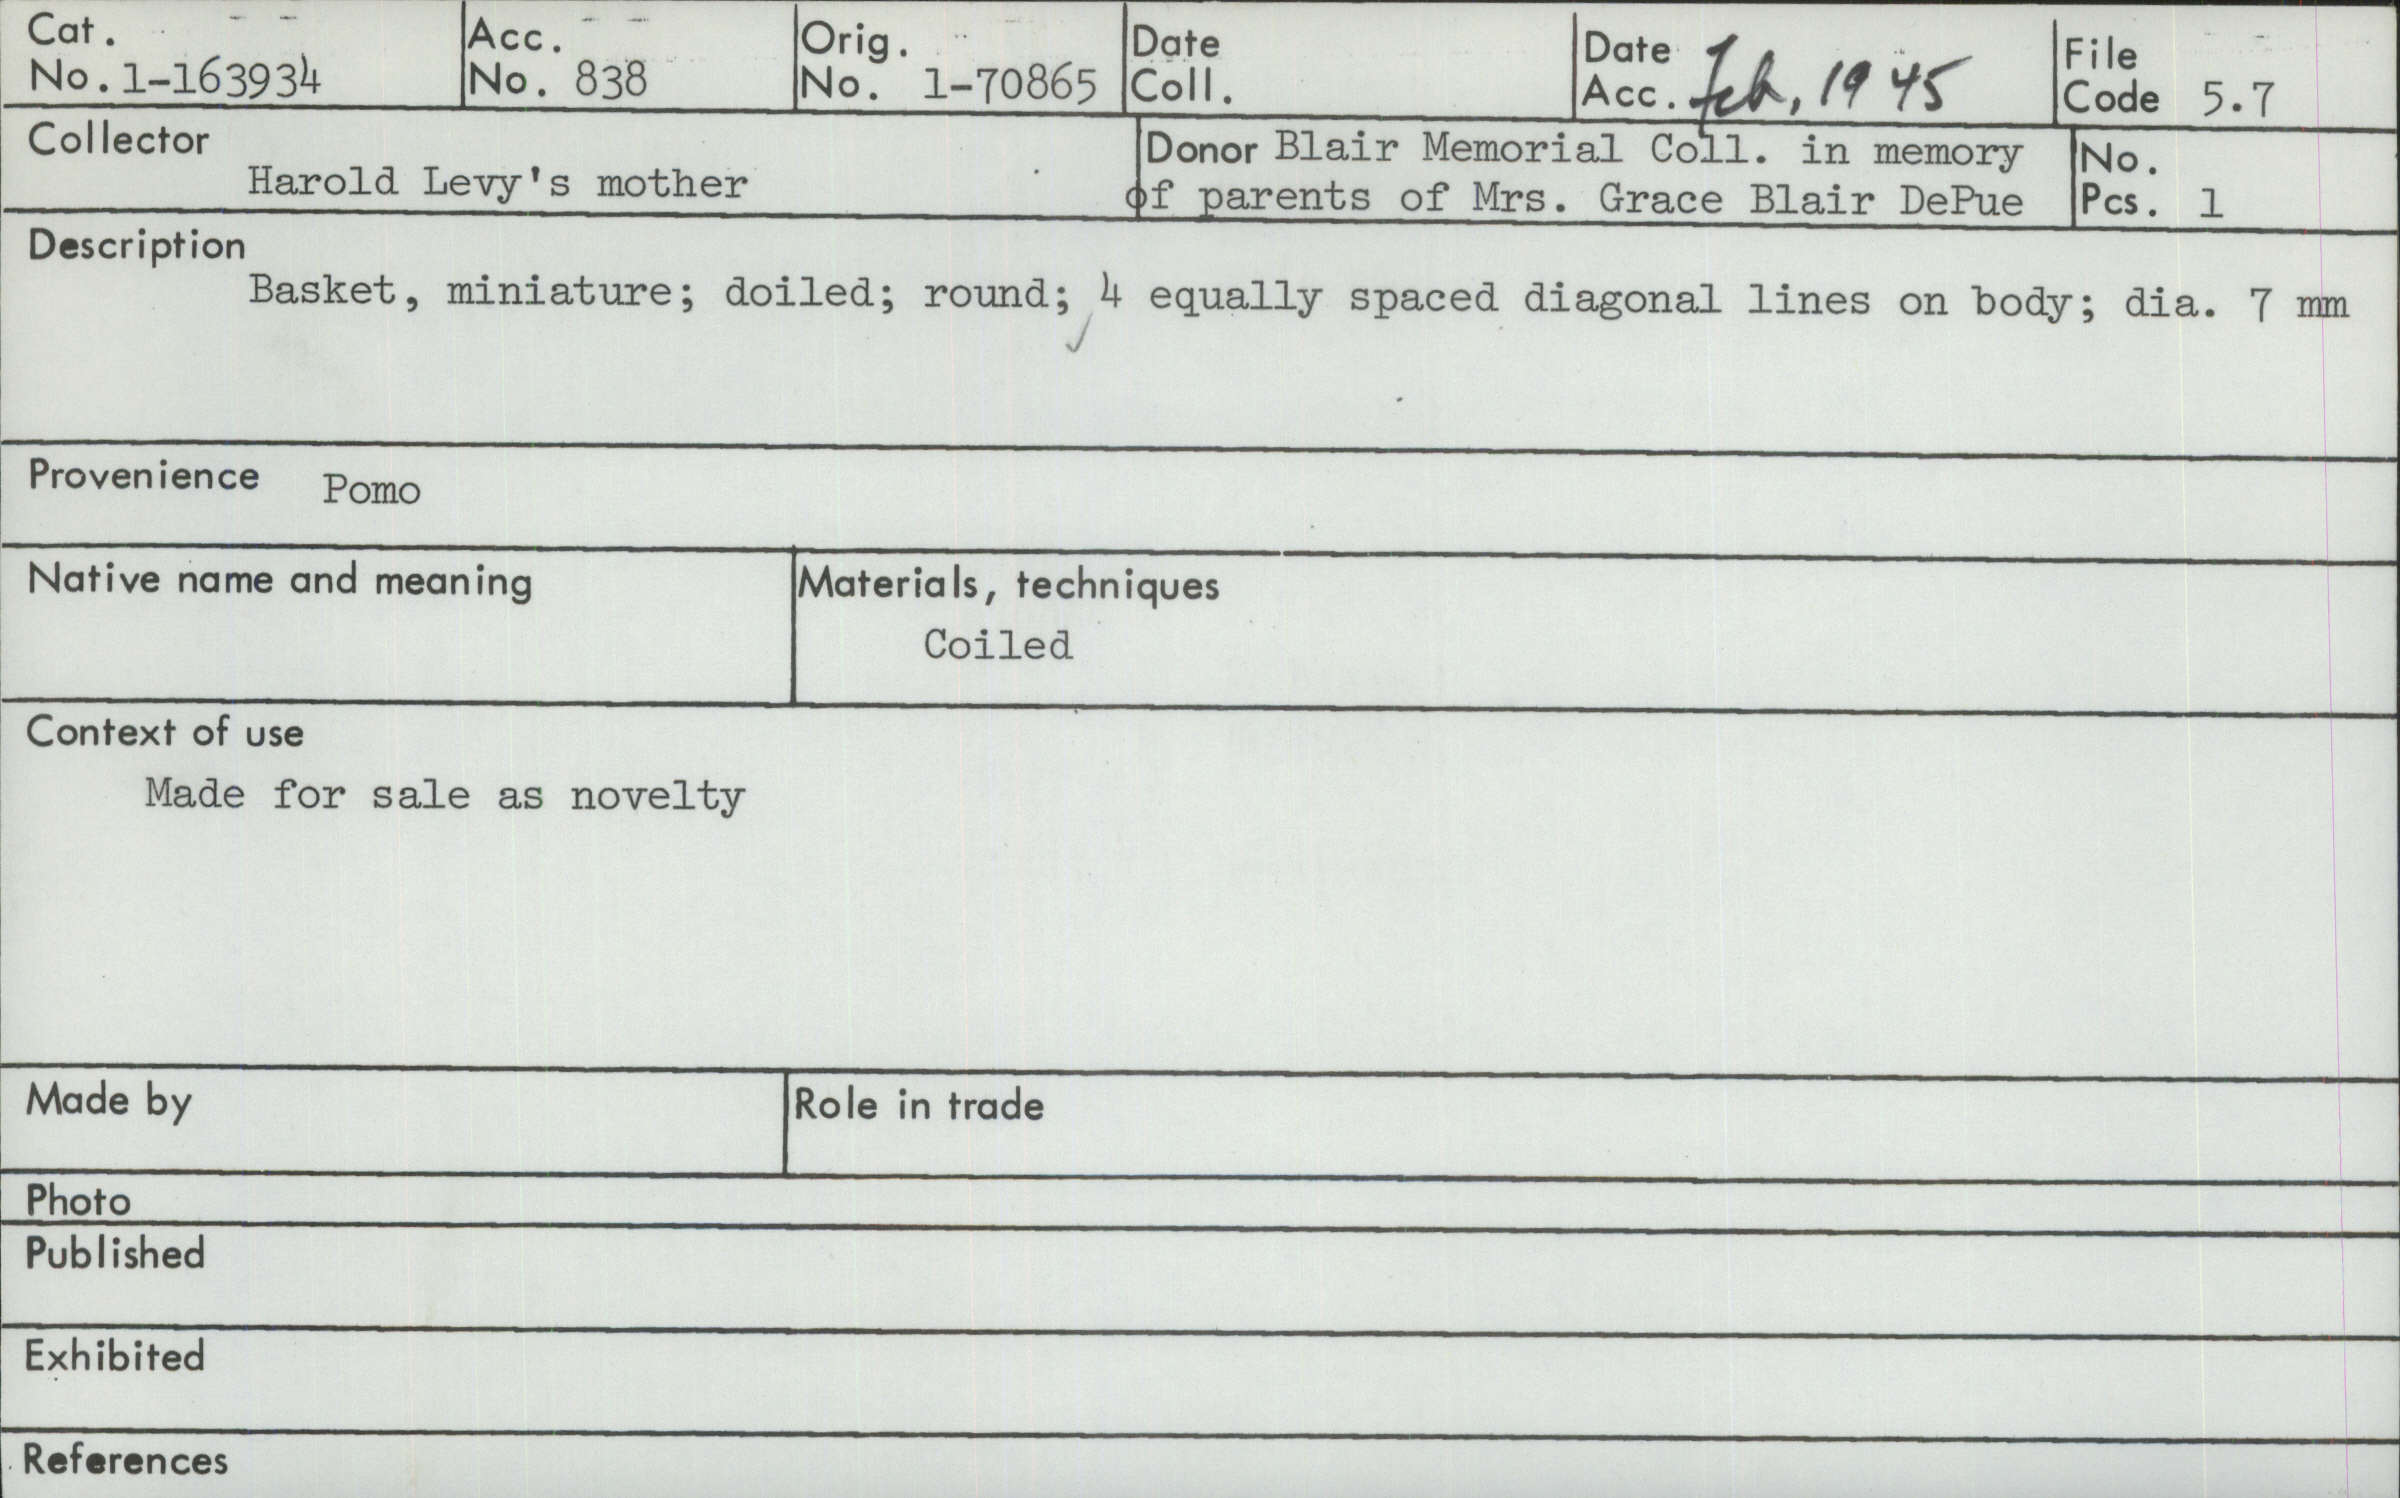 Cat. No. 1-163934
Acc. No. 838
Orig. No. 1-70865
Date Coll.
Date Acc. Feb, 1945
File Code 5.7
Collector
Harold Levy's mother
Donor Blair Memorial Coll. in memory
of parents of Mrs. Grace Blair DePue
No. Pcs. 1
Description
Basket, miniature; doiled; round; 4 equally spaced diagonal lines on body; dia. 7 mm
Provenience Pomo
Native name and meaning
Materials, techniques
Coiled
Context of use
Made for sale as novelty
Made by
Role in trade
Photo
Published
Exhibited
References